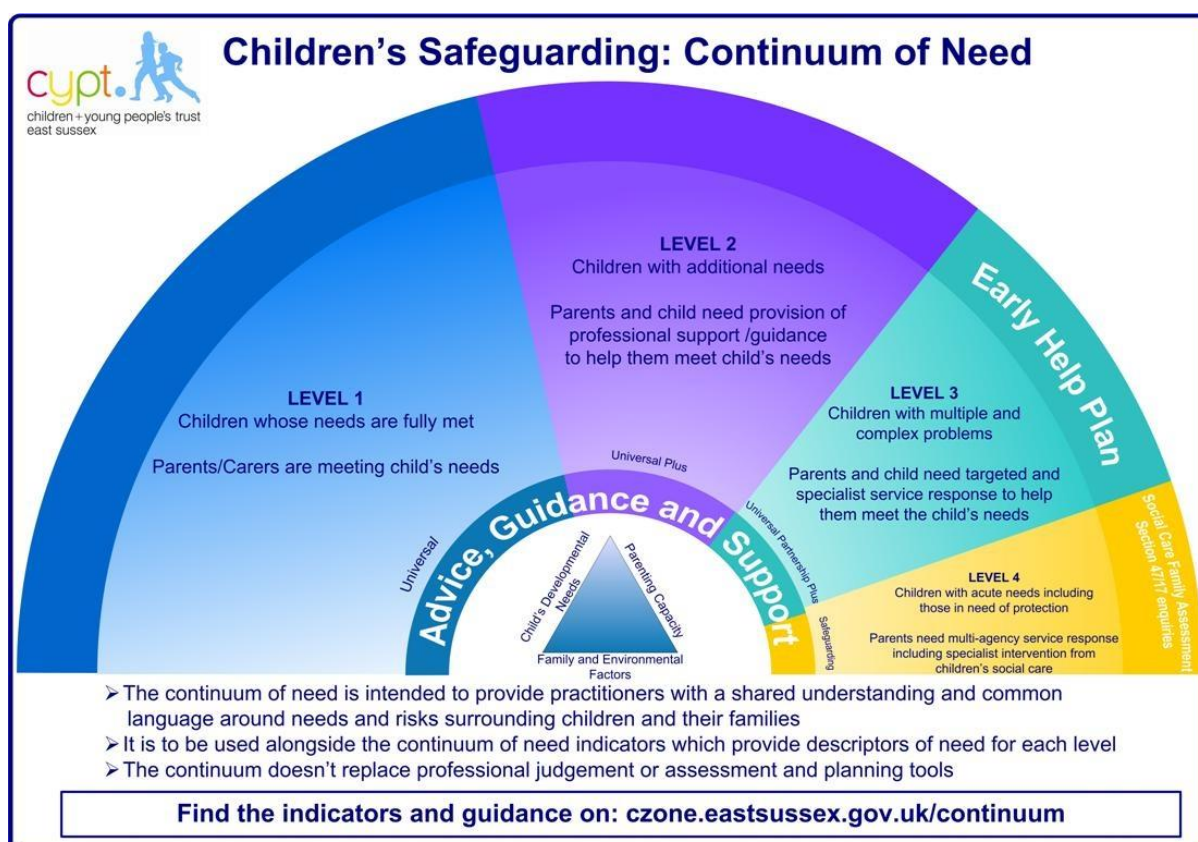 cypt.
children + young people's trust
east sussex
Children's Safeguarding: Continuum of Need
LEVEL 1
Children whose needs are fully met
Parents/Carers are meeting child's needs
LEVEL 2
Children with additional needs
Parents and child need provision of
professional support /guidance
to help them meet child's needs
LEVEL 3
Children with multiple and
complex problems
Parents and child need targeted and
specialist service response to help
them meet the child's needs
LEVEL 4
Children with acute needs including
those in need of protection
Parents need multi-agency service response
including specialist intervention from
children's social care
Early Help Plan
Social Care Family Assessment
Section 47/17 enquiries
Universal
Universal Plus
Universal Partnership Plus
Safeguarding
Advice, Guidance and Support
Child's Developmental
Needs
Parenting Capacity
Family and Environmental
Factors
➢ The continuum of need is intended to provide practitioners with a shared understanding and common
language around needs and risks surrounding children and their families
➢ It is to be used alongside the continuum of need indicators which provide descriptors of need for each level
➢ The continuum doesn't replace professional judgement or assessment and planning tools
Find the indicators and guidance on: czone.eastsussex.gov.uk/continuum